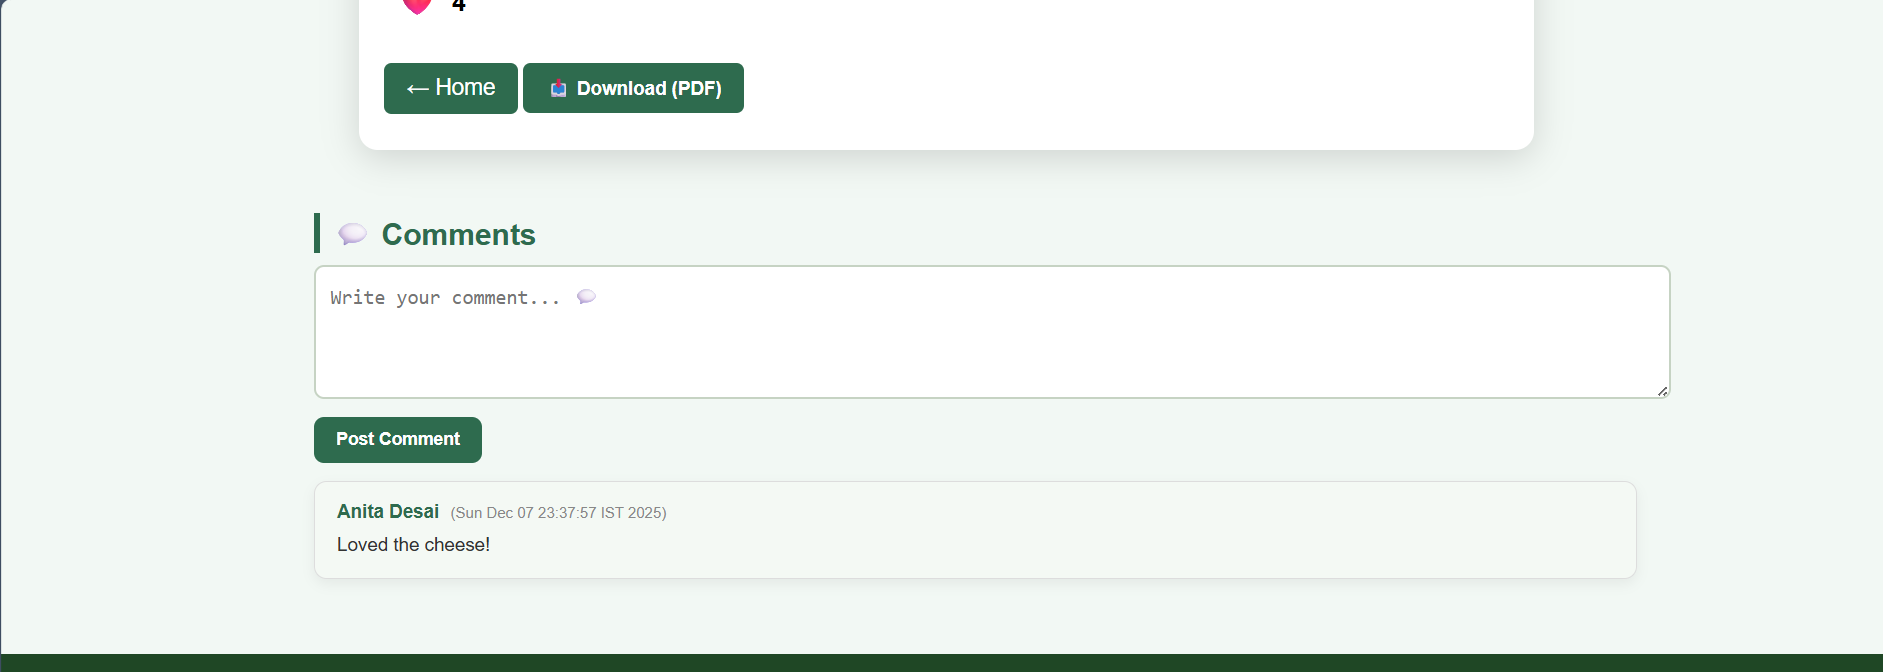 4
← Home
Download (PDF)
Comments
Write your comment...
Post Comment
Anita Desai (Sun Dec 07 23:37:57 IST 2025)
Loved the cheese!